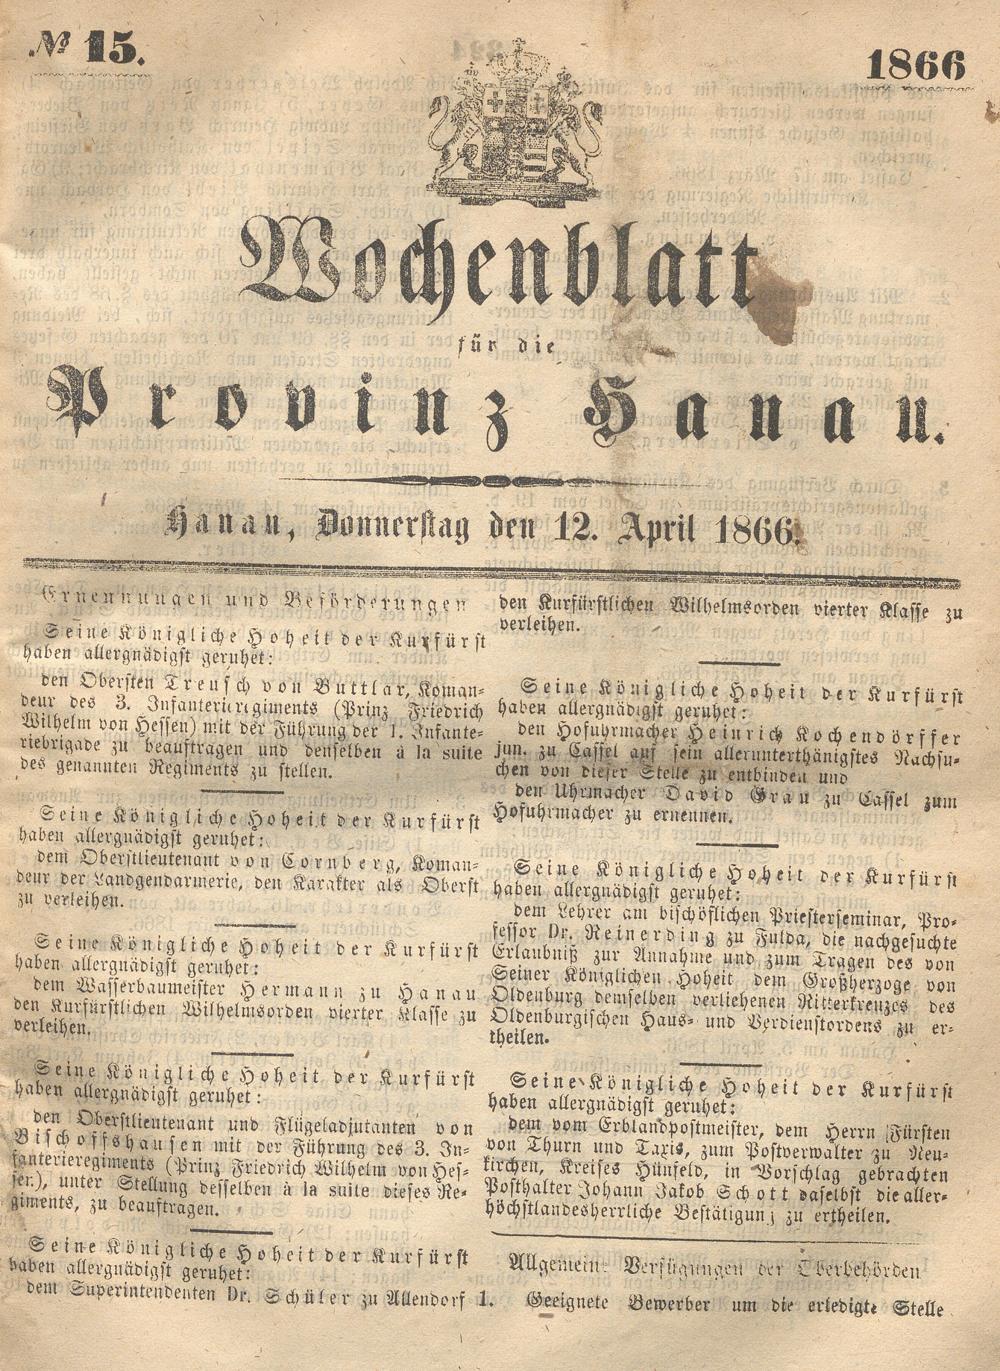 № 15.
1866
Wochenblatt
für die
Provinz Hanau.
Hanau, Donnerstag den 12. April 1866.
Ernennungen und Beförderungen
Seine Königliche Hoheit der Kurfürst
haben allergnädigst geruhet:
den Obersten Treusch von Buttlar, Koman-
deur des 3. Infanterieregiments (Prinz Friedrich
Wilhelm von Hessen) mit der Führung der 1. Infante-
riebrigade zu beauftragen und denselben à la suite
des genannten Regiments zu stellen.
Seine Königliche Hoheit der Kurfürst
haben allergnädigst geruhet:
dem Oberstlieutenant von Cornberg, Koman-
deur der Landgendarmerie, den Karakter als Oberst
zu verleihen.
Seine Königliche Hoheit der Kurfürst
haben allergnädigst geruhet:
dem Wasserbaumeister Hermann zu Hanau
den Kurfürstlichen Wilhelmsorden vierter Klasse zu
verleihen.
Seine Königliche Hoheit der Kurfürst
haben allergnädigst geruhet:
den Oberstlieutenant und Flügeladjutanten von
Bischoffshausen mit der Führung des 3. In-
fanterieregiments (Prinz Friedrich Wilhelm von Hes-
sen), unter Stellung desselben à la suite dieses Re-
giments, zu beauftragen.
Seine Königliche Hoheit der Kurfürst
haben allergnädigst geruhet:
dem Superintendenten Dr. Schüler zu Allendorf
den Kurfürstlichen Wilhelmsorden vierter Klasse zu
verleihen.
Seine Königliche Hoheit der Kurfürst
haben allergnädigst geruhet:
den Hofuhrmacher Heinrich Kochendörffer
jun. zu Cassel auf sein allerunterthänigstes Nachsu-
chen von dieser Stelle zu entbinden und
den Uhrmacher David Grau zu Cassel zum
Hofuhrmacher zu ernennen.
Seine Königliche Hoheit der Kurfürst
haben allergnädigst geruhet:
dem Lehrer am bischöflichen Priesterseminar, Pro-
fessor Dr. Reinerding zu Fulda, die nachgesuchte
Erlaubniß zur Annahme und zum Tragen des von
Seiner Königlichen Hoheit dem Großherzoge von
Oldenburg demselben verliehenen Ritterkreuzes des
Oldenburgischen Haus- und Verdienstordens zu er-
theilen.
Seine Königliche Hoheit der Kurfürst
haben allergnädigst geruhet:
dem vom Erblandpostmeister, dem Herrn Fürsten
von Thurn und Taxis, zum Postverwalter zu Neu-
kirchen, Kreises Hünfeld, in Vorschlag gebrachten
Posthalter Johann Jakob Schott daselbst die aller-
höchstlandesherrliche Bestätigung zu ertheilen.
Allgemeine Verfügungen der Oberbehörden
1. Geeignete Bewerber um die erledigte Stelle